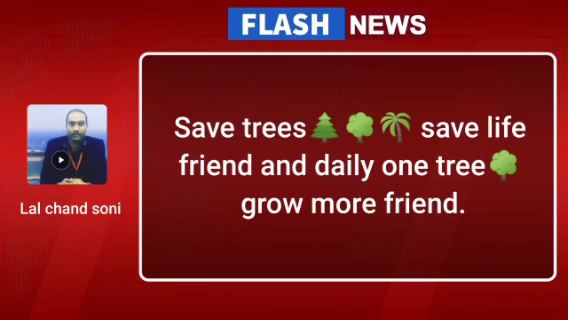 FLASH NEWS
Save trees🌲🌳🌴 save life
friend and daily one tree🌳
grow more friend.
Lal chand soni